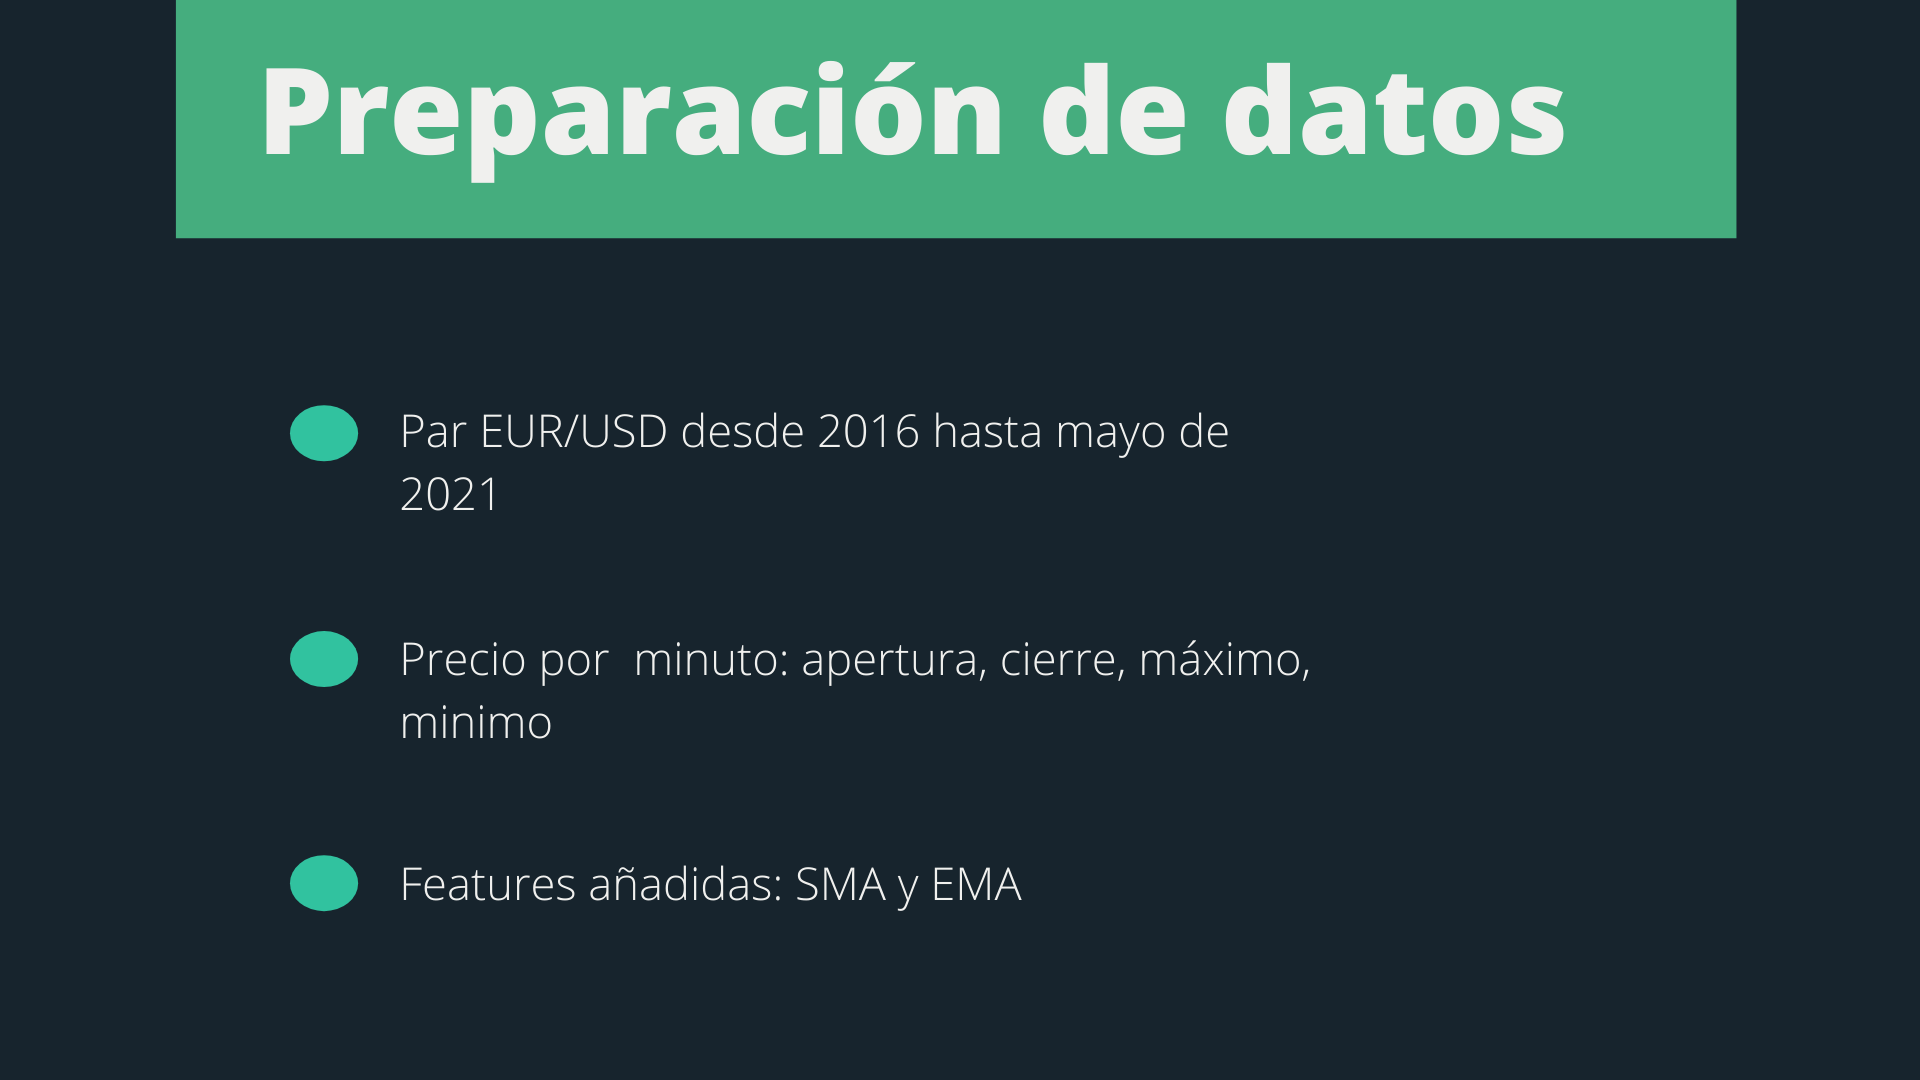 Preparación de datos
Par EUR/USD desde 2016 hasta mayo de
2021
Precio por  minuto: apertura, cierre, máximo,
minimo
Features añadidas: SMA y EMA